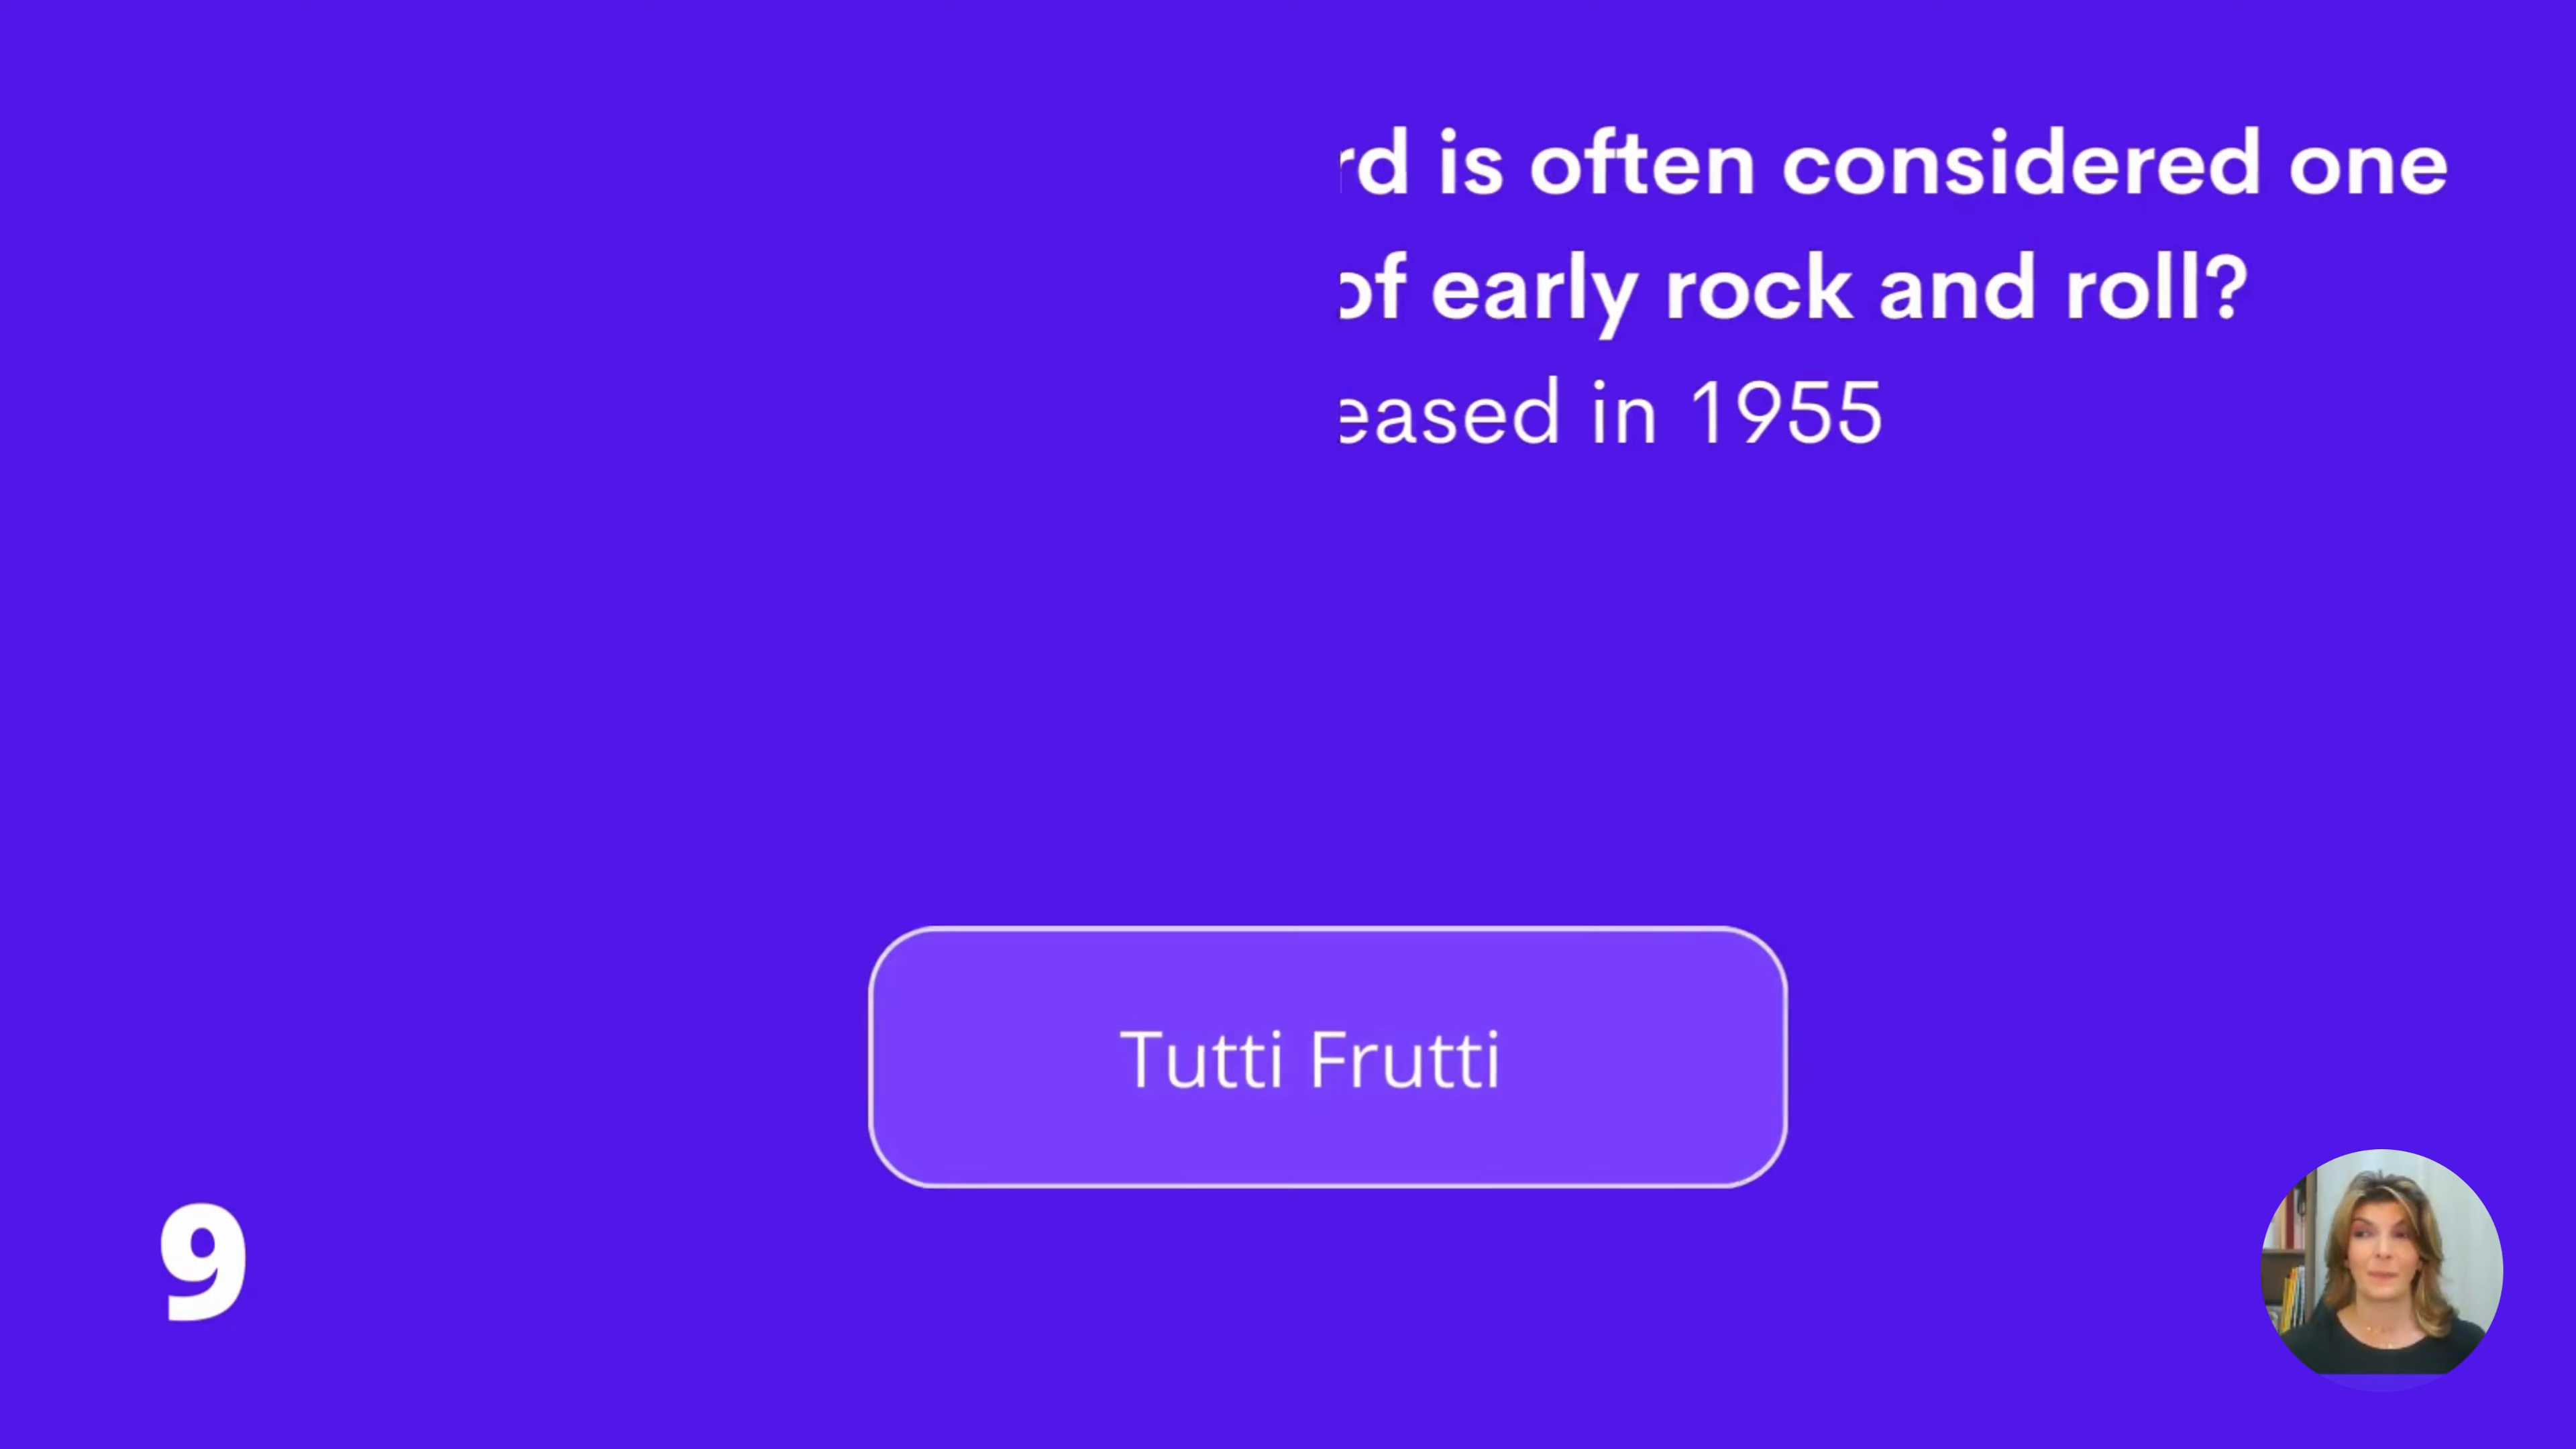 rd is often considered one
of early rock and roll?
eased in 1955
Tutti Frutti
9